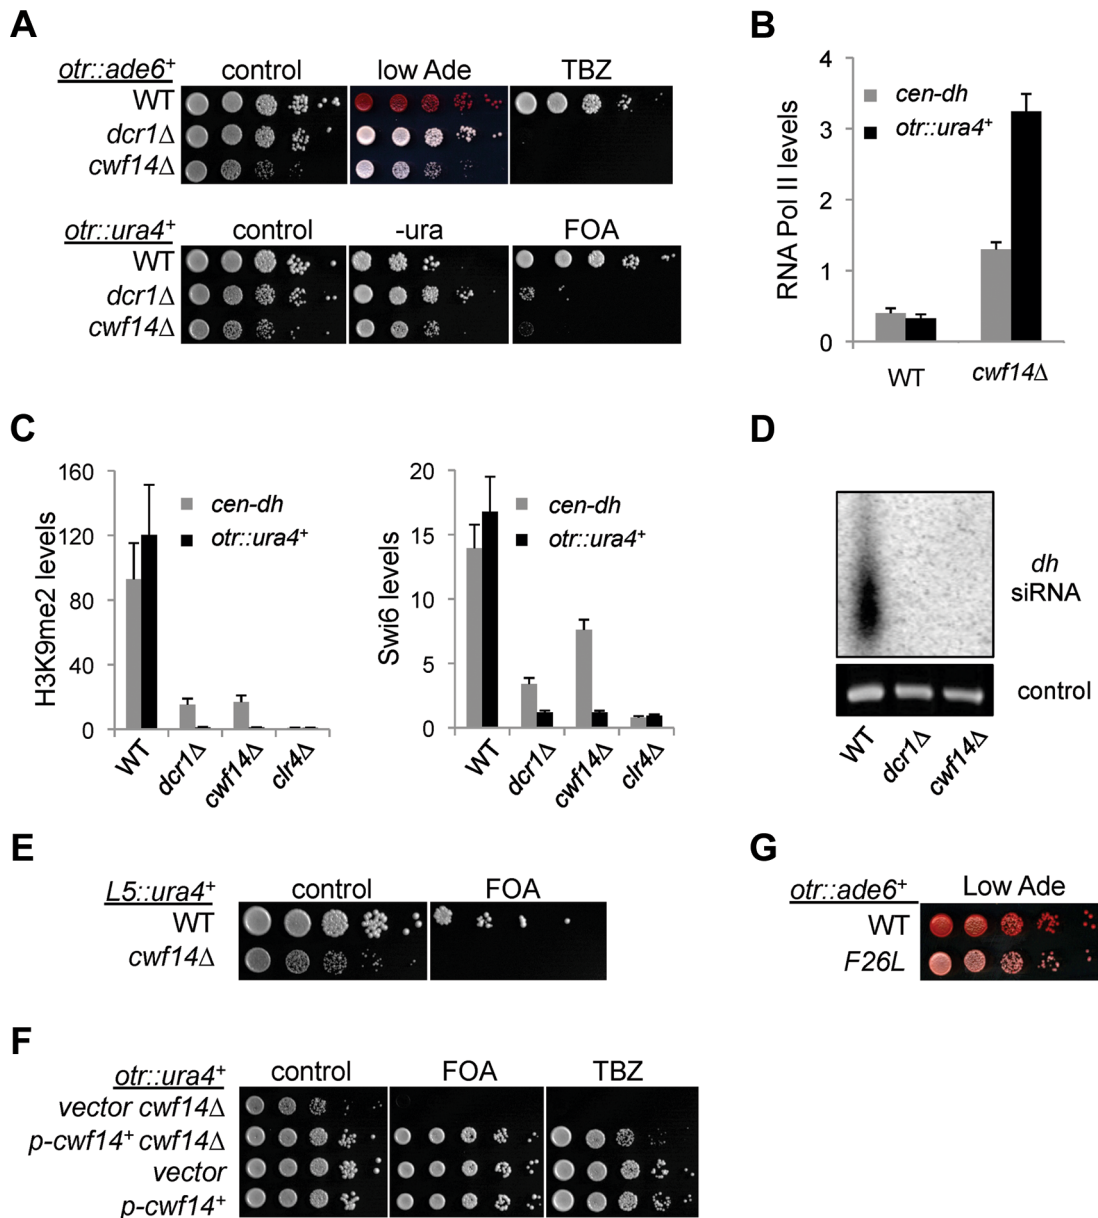 A
otr::ade6+ control low Ade TBZ
WT
dcr1Δ
cwf14Δ
otr::ura4+ control -ura FOA
WT
dcr1Δ
cwf14Δ
B
RNA Pol II levels
4
3
2
1
0
cen-dh
otr::ura4+
WT cwf14Δ
C
H3K9me2 levels
160
120
80
40
0
cen-dh
otr::ura4+
WT dcr1Δ cwf14Δ clr4Δ
Swi6 levels
20
15
10
5
0
cen-dh
otr::ura4+
WT dcr1Δ cwf14Δ clr4Δ
D
dh
siRNA
control
WT dcr1Δ cwf14Δ
E
L5::ura4+ control FOA
WT
cwf14Δ
G
otr::ade6+ Low Ade
WT
F26L
F
otr::ura4+ control FOA TBZ
vector cwf14Δ
p-cwf14+ cwf14Δ
vector
p-cwf14+